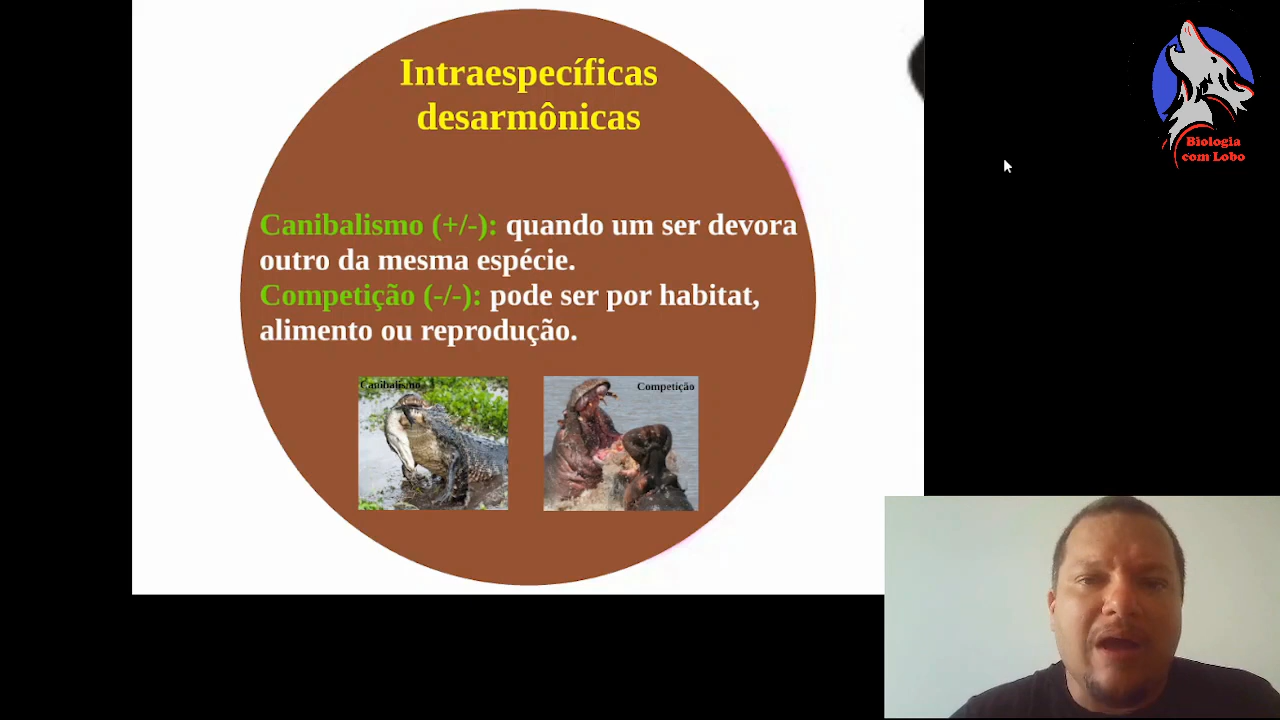 Intraespecíficas
desarmônicas
Canibalismo (+/-): quando um ser devora
outro da mesma espécie.
Competição (-/-): pode ser por habitat,
alimento ou reprodução.
Canibalismo
Competição
Biologia
com Lobo